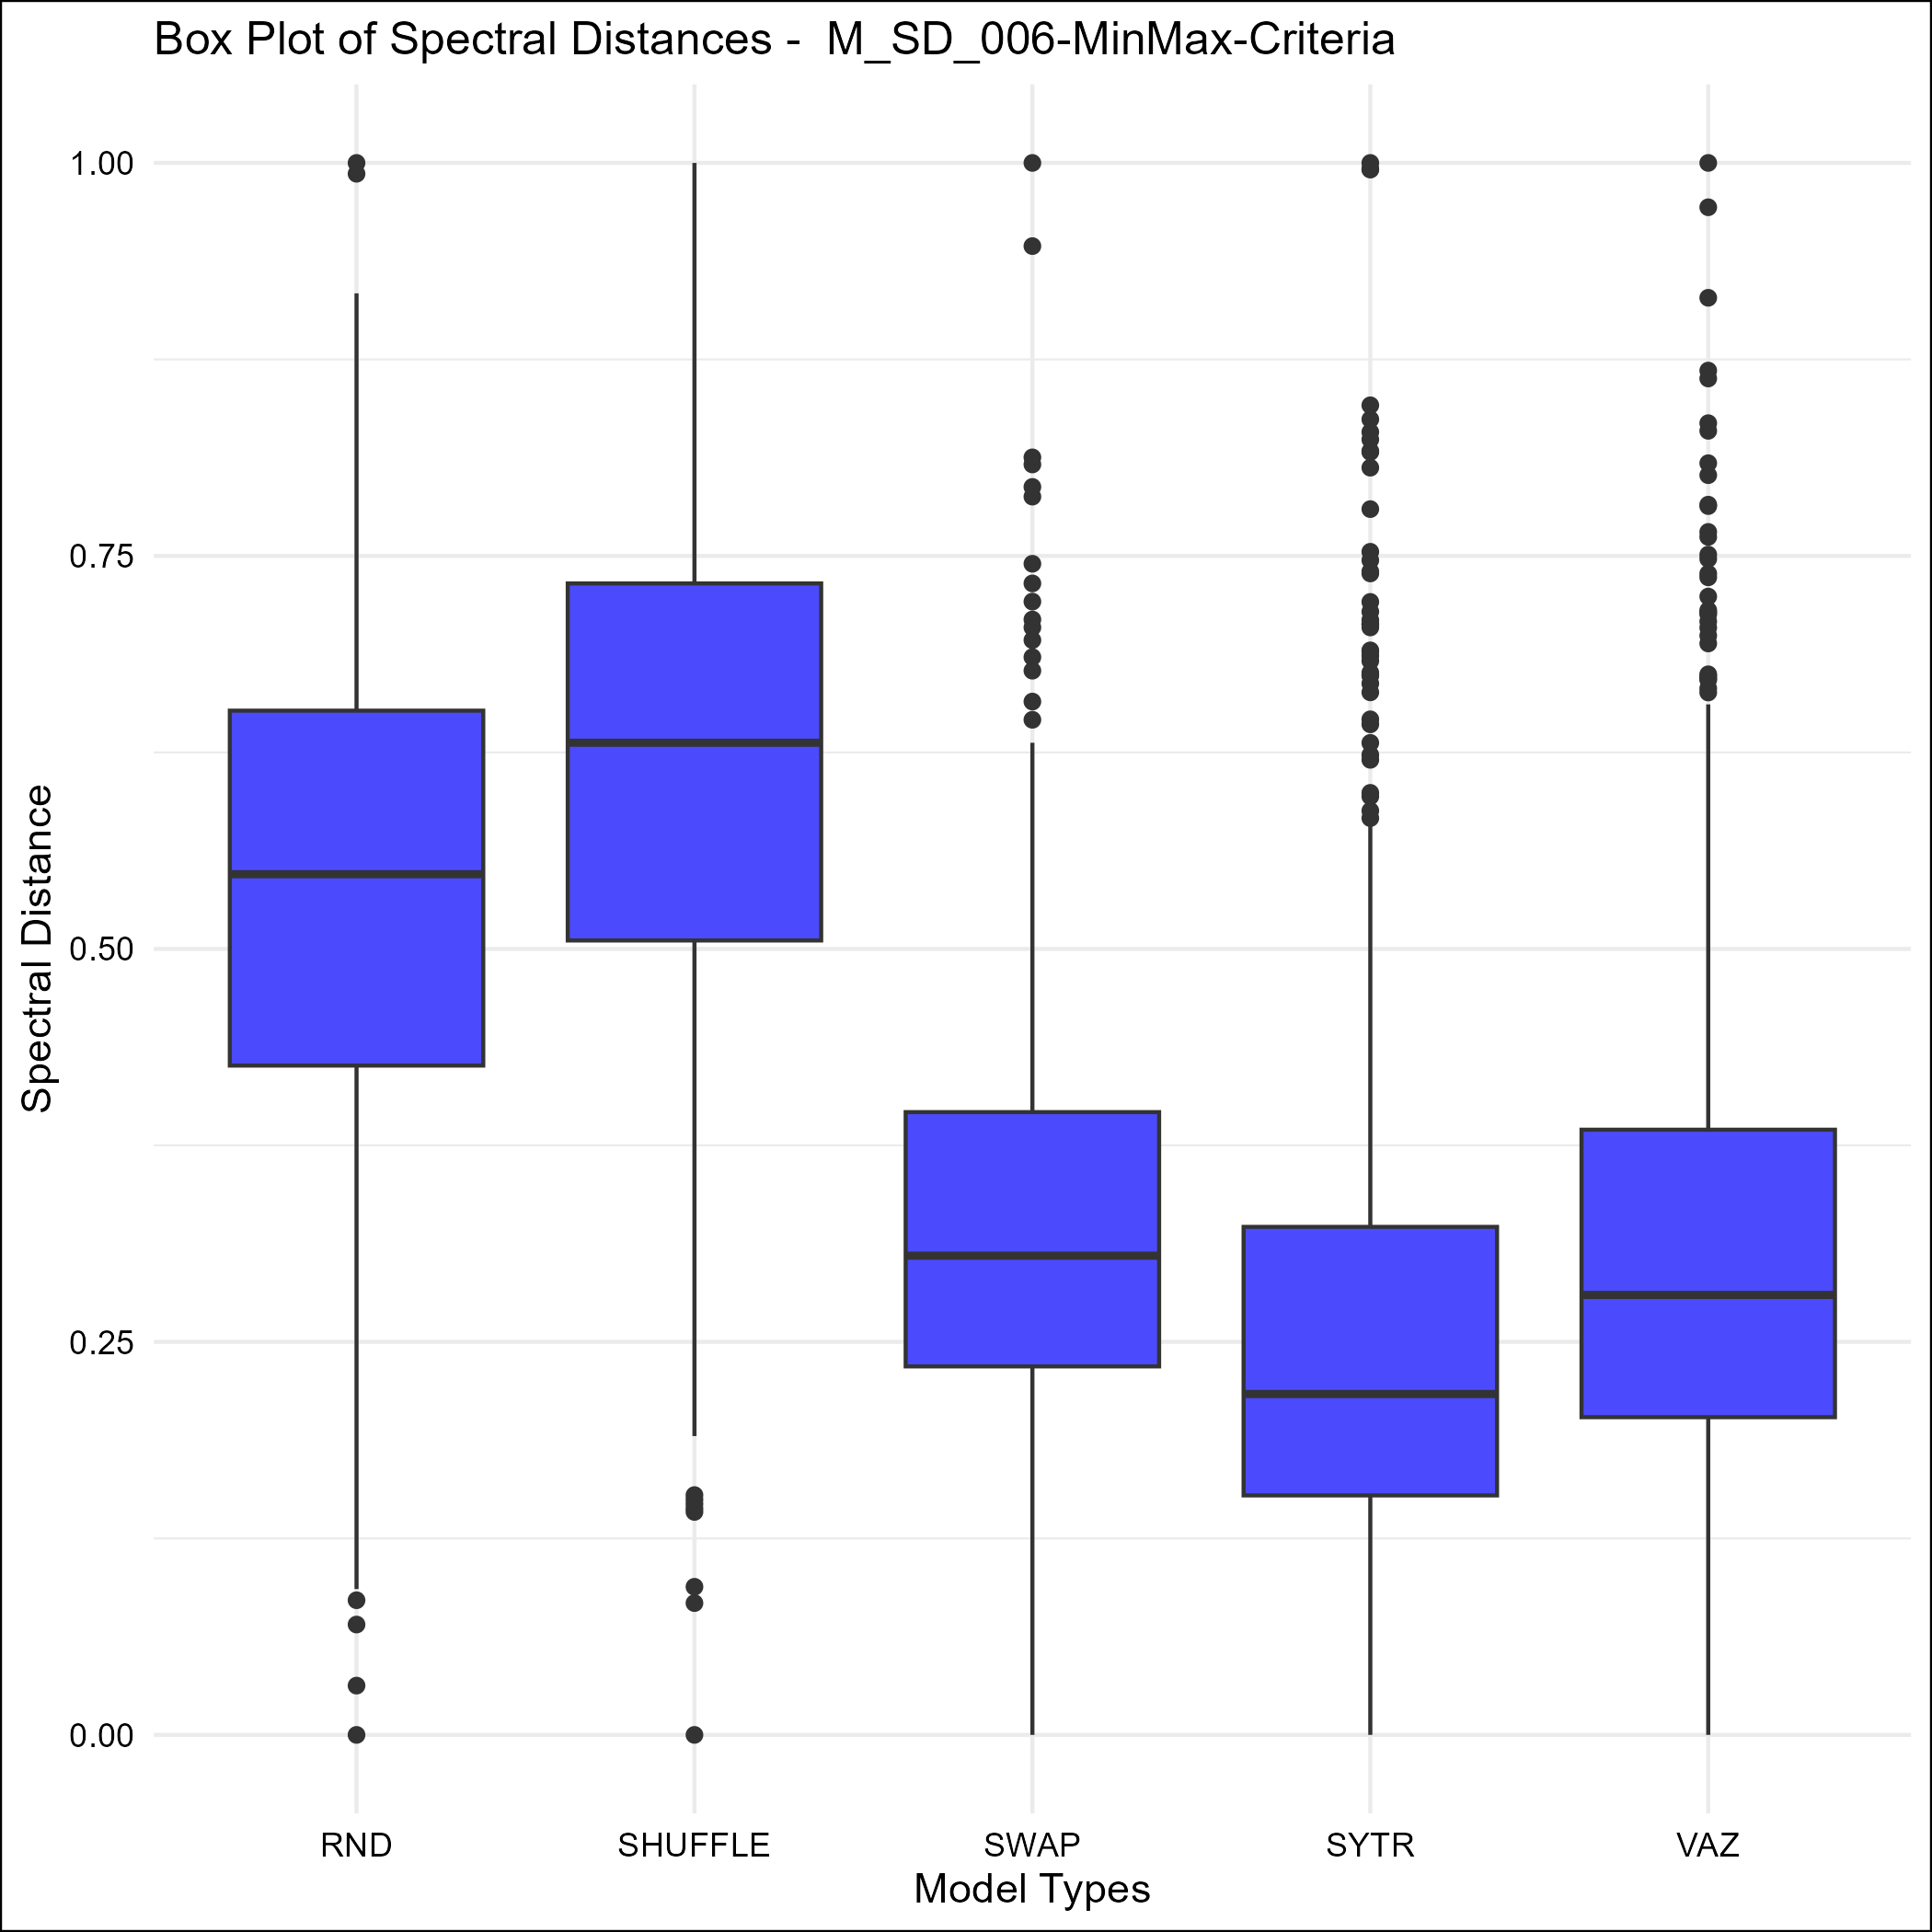 Box Plot of Spectral Distances -  M_SD_006-MinMax-Criteria
1.00
0.75
0.50
0.25
0.00
Spectral Distance
RND SHUFFLE SWAP SYTR VAZ
Model Types